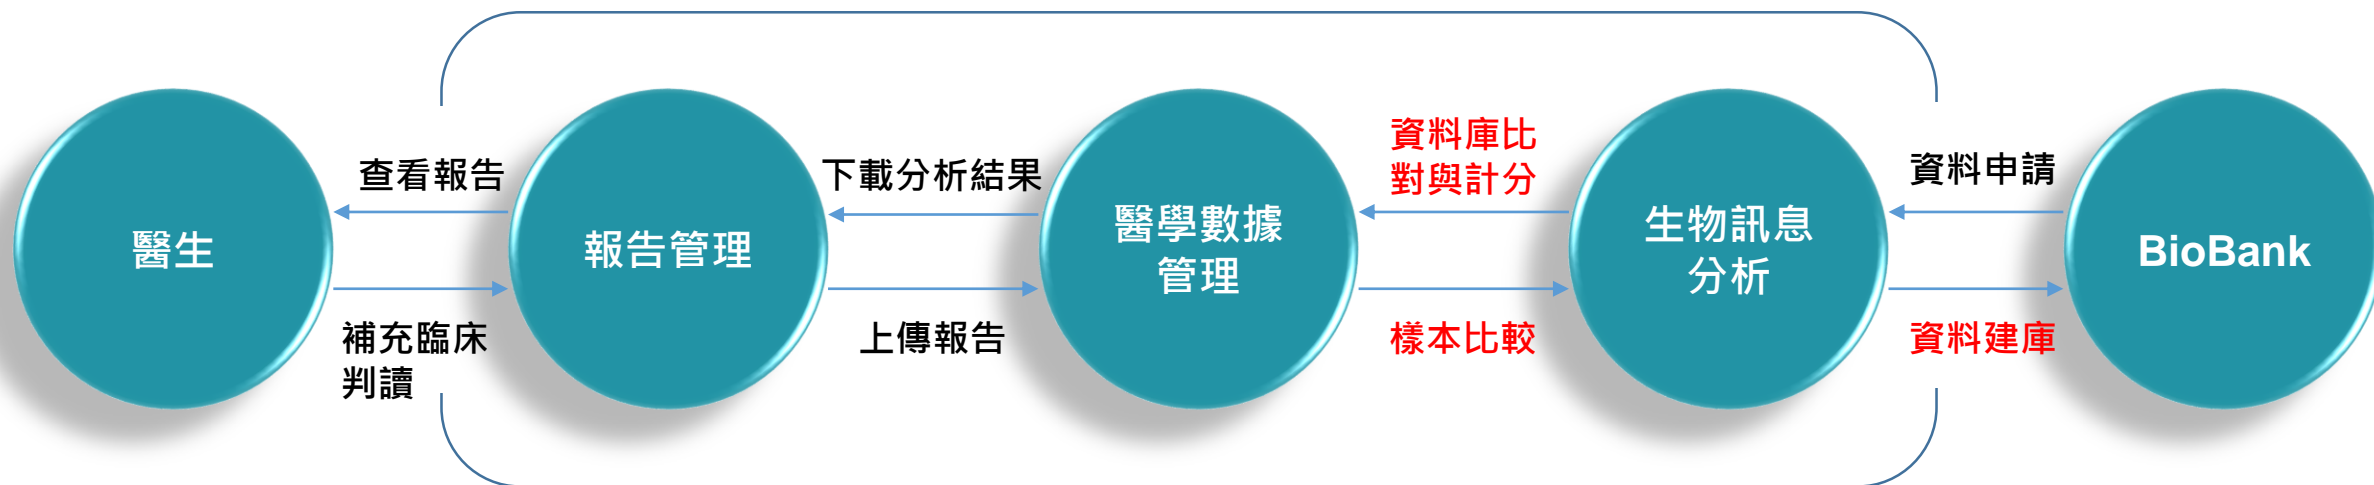 醫生
查看報告
補充臨床
判讀
報告管理
下載分析結果
上傳報告
醫學數據
管理
資料庫比
對與計分
樣本比較
生物訊息
分析
資料申請
資料建庫
BioBank